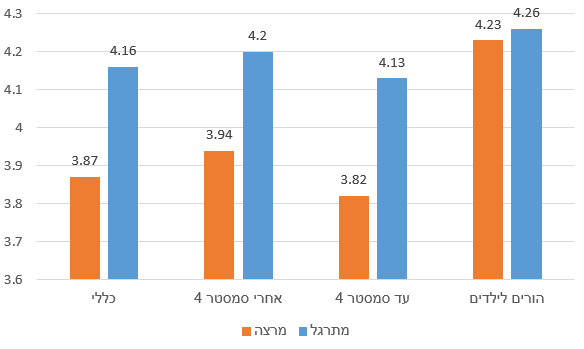 4.3
4.2
4.1
4
3.9
3.8
3.7
3.6
3.87
4.16
3.94
4.2
3.82
4.13
4.23
4.26
כללי
אחרי סמסטר 4
עד סמסטר 4
הורים לילדים
מרצה
מתרגל